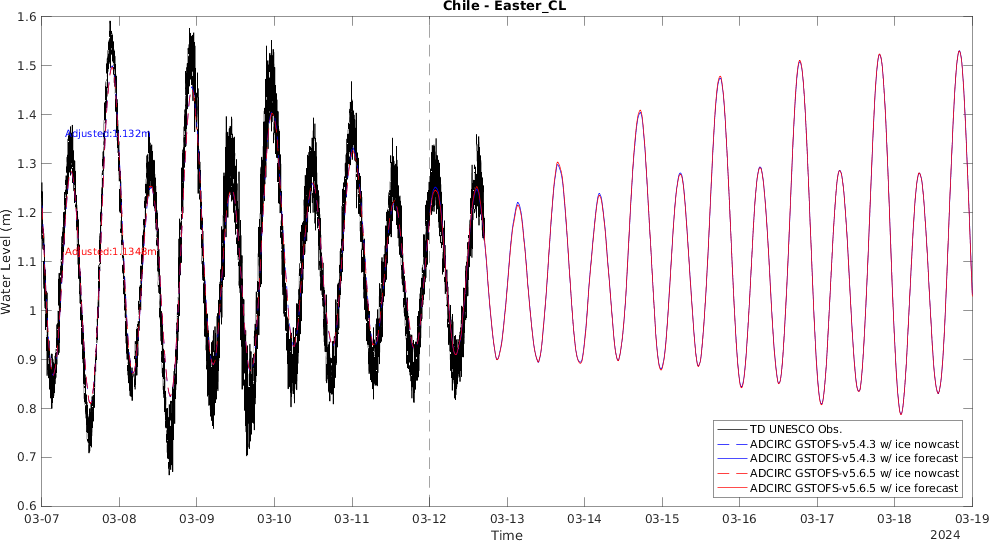 Chile - Easter_CL
1.6
1.5
1.4
1.3
1.2
1.1
1
0.9
0.8
0.7
0.6
Water Level (m)
Adjusted:1.132m
Adjusted:1.1348m
TD UNESCO Obs.
ADCIRC GSTOFS-v5.4.3 w/ ice nowcast
ADCIRC GSTOFS-v5.4.3 w/ ice forecast
ADCIRC GSTOFS-v5.6.5 w/ ice nowcast
ADCIRC GSTOFS-v5.6.5 w/ ice forecast
03-07 03-08 03-09 03-10 03-11 03-12 03-13 03-14 03-15 03-16 03-17 03-18 03-19
Time
2024